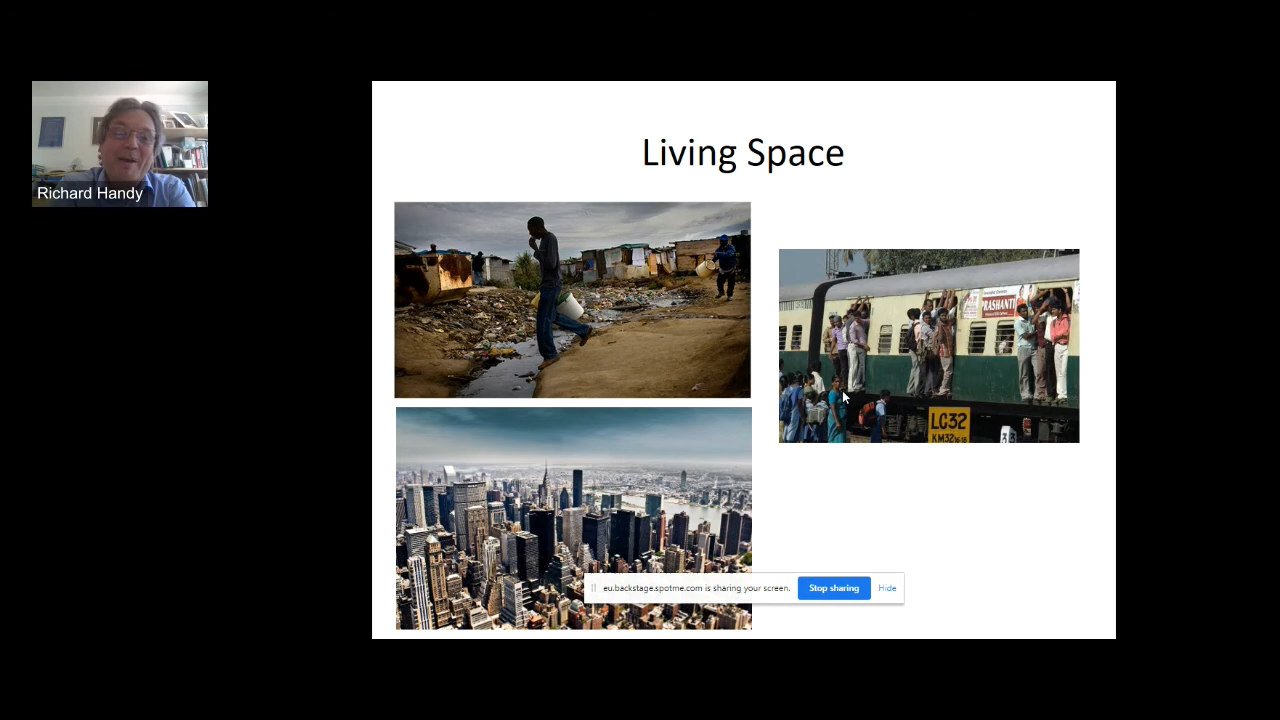 Richard Handy
Living Space
PRASHANTI
LC32
KM32
eu.backstage.spotme.com is sharing your screen.
Stop sharing
Hide